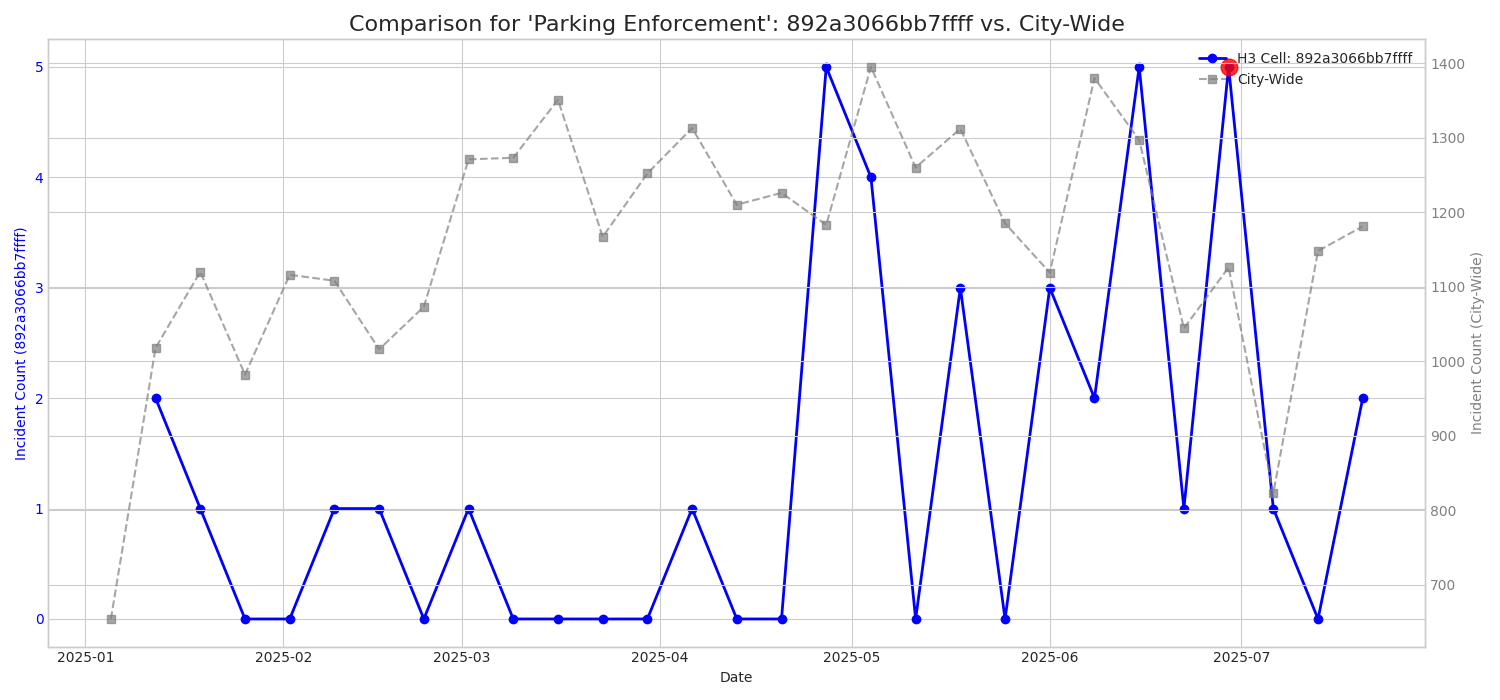 Comparison for 'Parking Enforcement': 892a3066bb7ffff vs. City-Wide
H3 Cell: 892a3066bb7ffff
City-Wide
Incident Count (892a3066bb7ffff)
5
4
3
2
1
0
1400
1300
1200
1100
1000
900
800
700
Incident Count (City-Wide)
2025-01 2025-02 2025-03 2025-04 2025-05 2025-06 2025-07
Date